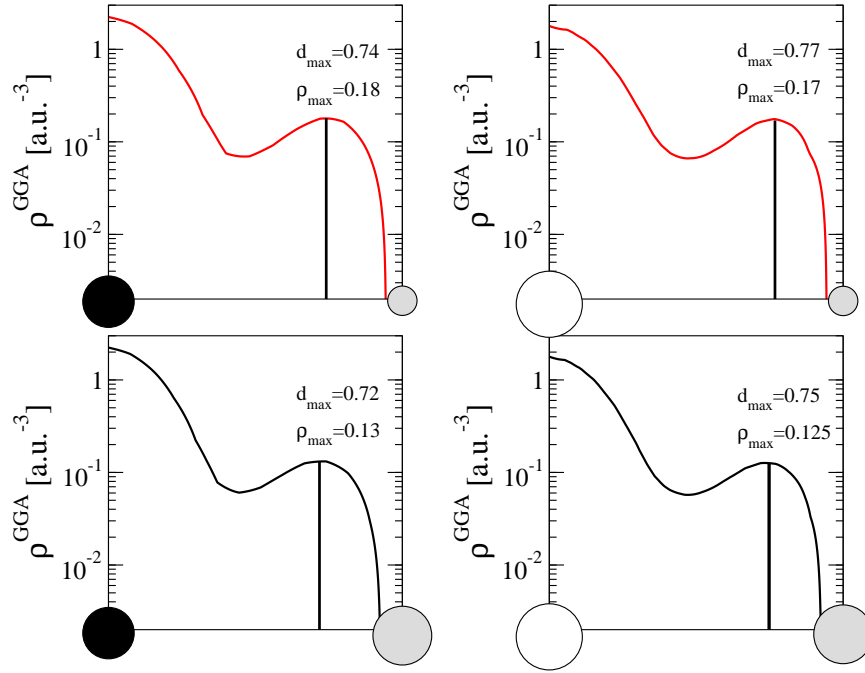 1
10^-1
10^-2
ρ^GGA [a.u.^-3]
d_max=0.74
ρ_max=0.18
1
10^-1
10^-2
ρ^GGA [a.u.^-3]
d_max=0.77
ρ_max=0.17
1
10^-1
10^-2
ρ^GGA [a.u.^-3]
d_max=0.72
ρ_max=0.13
1
10^-1
10^-2
ρ^GGA [a.u.^-3]
d_max=0.75
ρ_max=0.125